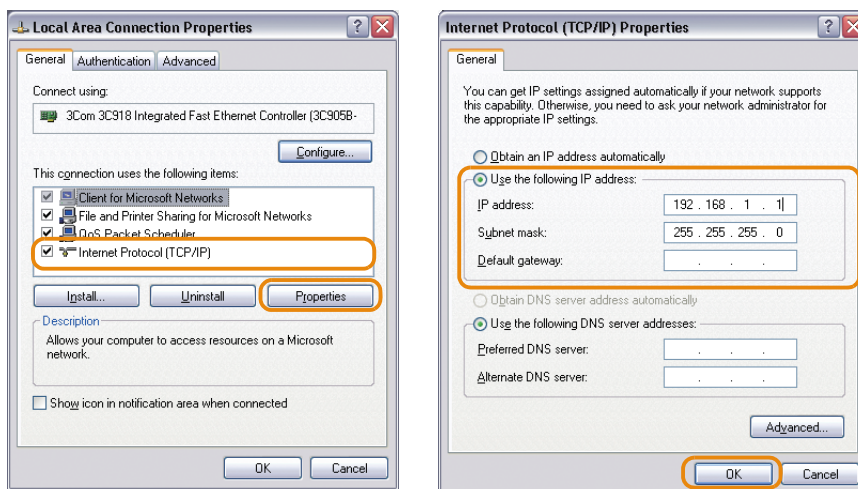 Local Area Connection Properties
General Authentication Advanced
Connect using:
3Com 3C918 Integrated Fast Ethernet Controller (3C905B-
Configure...
This connection uses the following items:
Client for Microsoft Networks
File and Printer Sharing for Microsoft Networks
QoS Packet Scheduler
Internet Protocol (TCP/IP)
Install... Uninstall Properties
Description
Allows your computer to access resources on a Microsoft
network.
Show icon in notification area when connected
OK Cancel
Internet Protocol (TCP/IP) Properties
General
You can get IP settings assigned automatically if your network supports
this capability. Otherwise, you need to ask your network administrator for
the appropriate IP settings.
Obtain an IP address automatically
Use the following IP address:
IP address: 192 . 168 . 1 . 1
Subnet mask: 255 . 255 . 255 . 0
Default gateway: . . .
Obtain DNS server address automatically
Use the following DNS server addresses:
Preferred DNS server: . . .
Alternate DNS server: . . .
Advanced...
OK Cancel